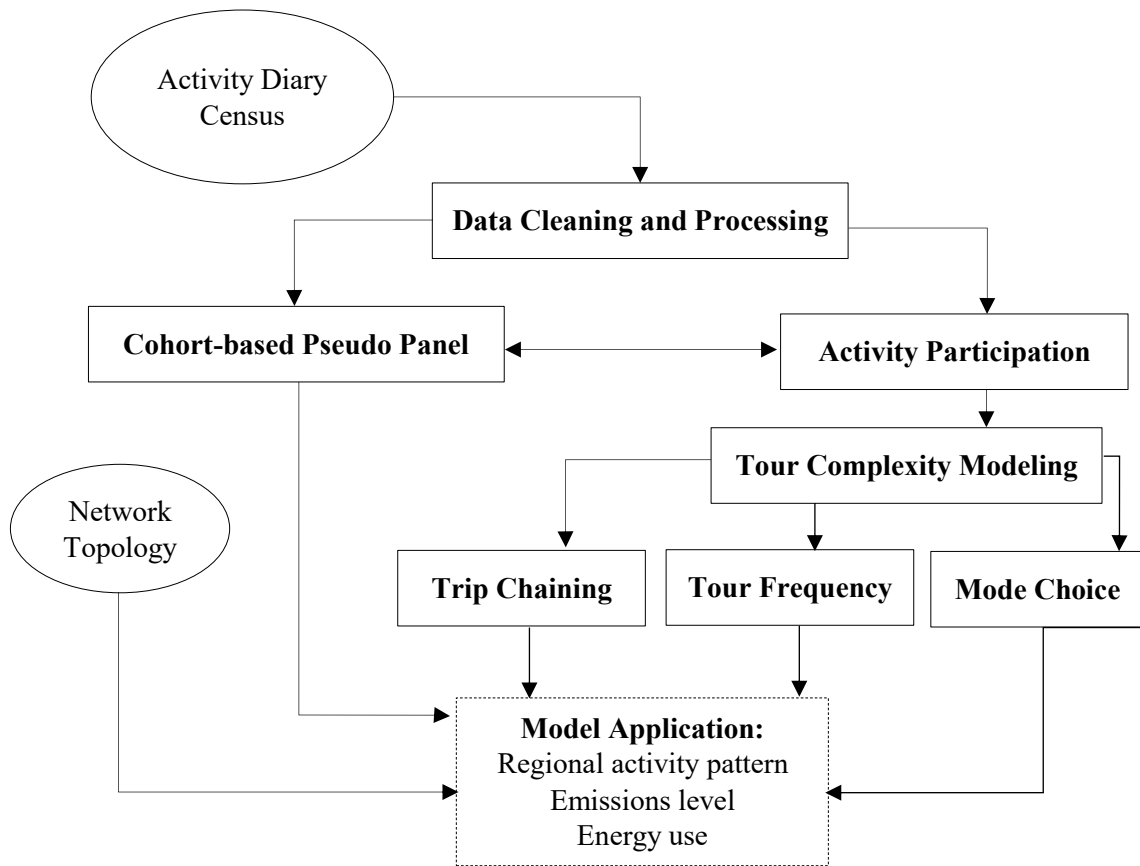 Activity Diary
Census
Data Cleaning and Processing
Cohort-based Pseudo Panel
Activity Participation
Tour Complexity Modeling
Network
Topology
Trip Chaining
Tour Frequency
Mode Choice
Model Application:
Regional activity pattern
Emissions level
Energy use